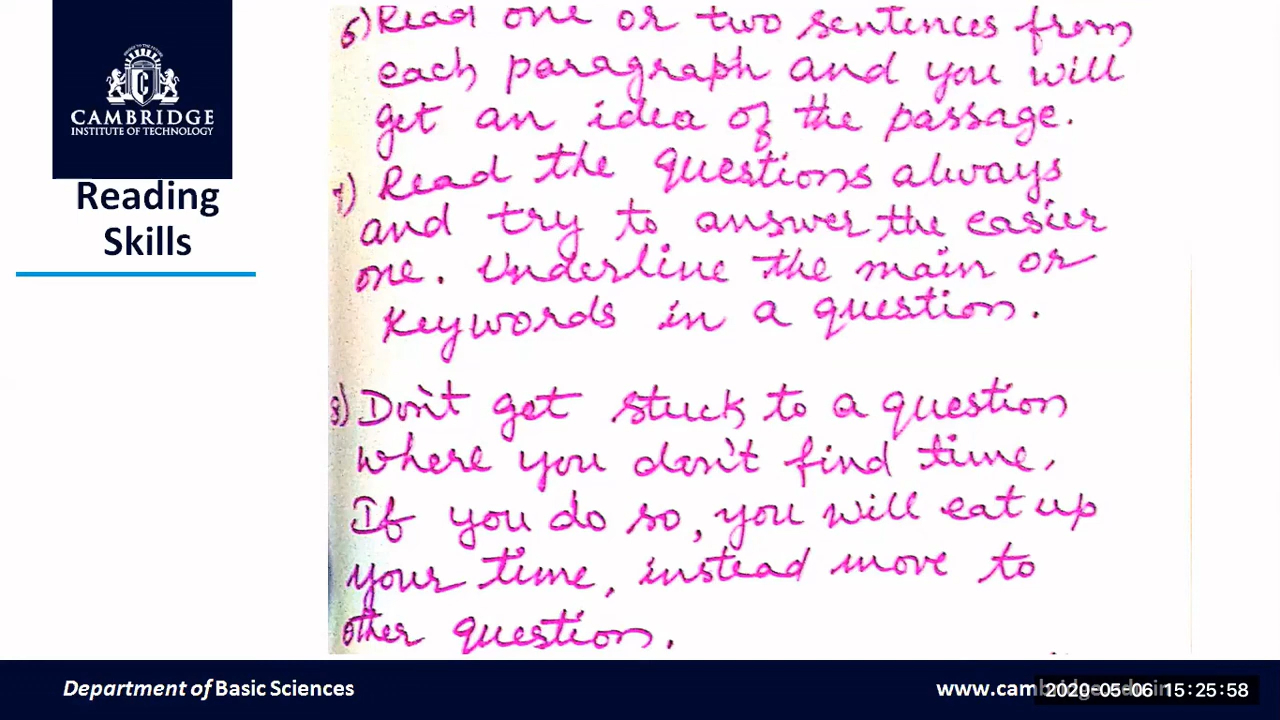 CAMBRIDGE
INSTITUTE OF TECHNOLOGY
Reading
Skills
6) Read one or two sentences from
each paragraph and you will
get an idea of the passage.
7) Read the questions always
and try to answer the easier
one. Underline the main or
keywords in a question.
8) Don't get stuck to a question
where you don't find time.
If you do so, you will eat up
your time, instead move to
other question.
Department of Basic Sciences
www.cam
2020-05-06 15:25:58